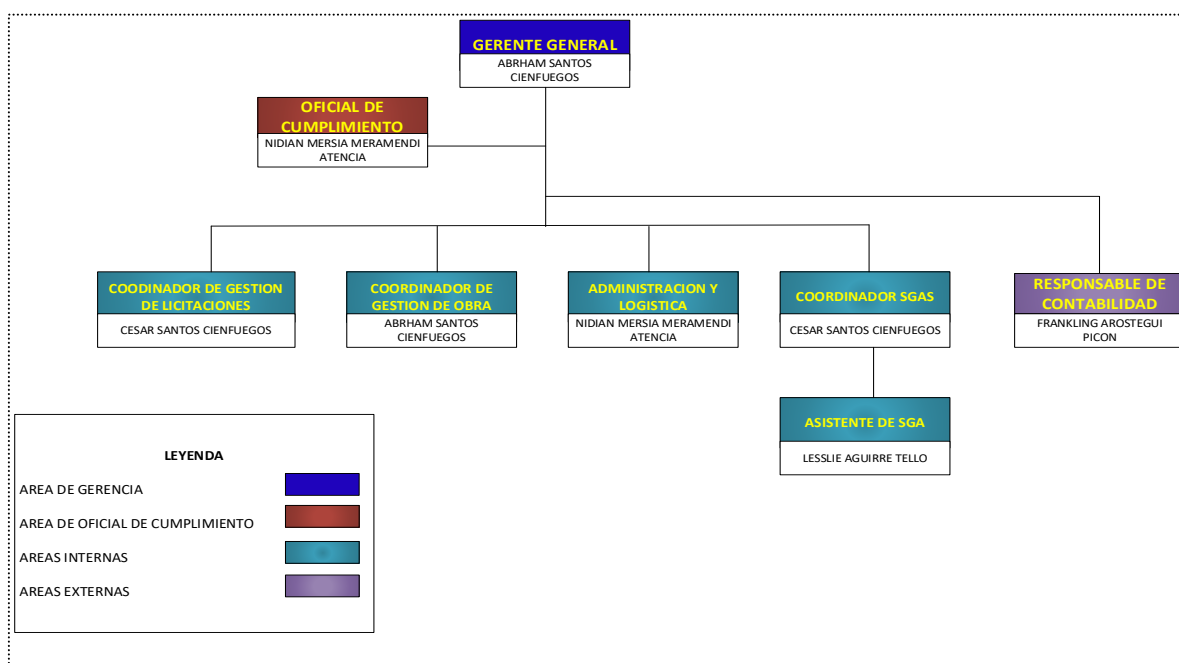 GERENTE GENERAL
ABRHAM SANTOS
CIENFUEGOS
OFICIAL DE
CUMPLIMIENTO
NIDIAN MERSIA MERAMENDI
ATENCIA
COODINADOR DE GESTION
DE LICITACIONES
CESAR SANTOS CIENFUEGOS
COORDINADOR DE
GESTION DE OBRA
ABRHAM SANTOS
CIENFUEGOS
ADMINISTRACION Y
LOGISTICA
NIDIAN MERSIA MERAMENDI
ATENCIA
COORDINADOR SGAS
CESAR SANTOS CIENFUEGOS
RESPONSABLE DE
CONTABILIDAD
FRANKLING AROSTEGUI
PICON
ASISTENTE DE SGA
LESSLIE AGUIRRE TELLO
LEYENDA
AREA DE GERENCIA
AREA DE OFICIAL DE CUMPLIMIENTO
AREAS INTERNAS
AREAS EXTERNAS